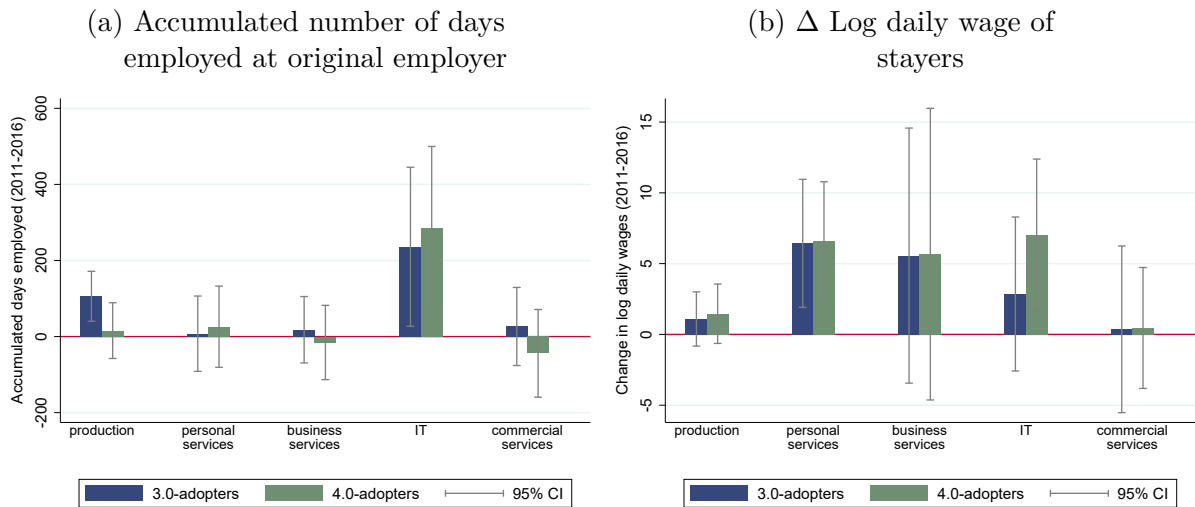 (a) Accumulated number of days
employed at original employer
Accumulated days employed (2011-2016)
600
400
200
0
-200
production
personal
services
business
services
IT
commercial
services
3.0-adopters
4.0-adopters
95% CI
(b) Δ Log daily wage of
stayers
Change in log daily wages (2011-2016)
15
10
5
0
-5
production
personal
services
business
services
IT
commercial
services
3.0-adopters
4.0-adopters
95% CI